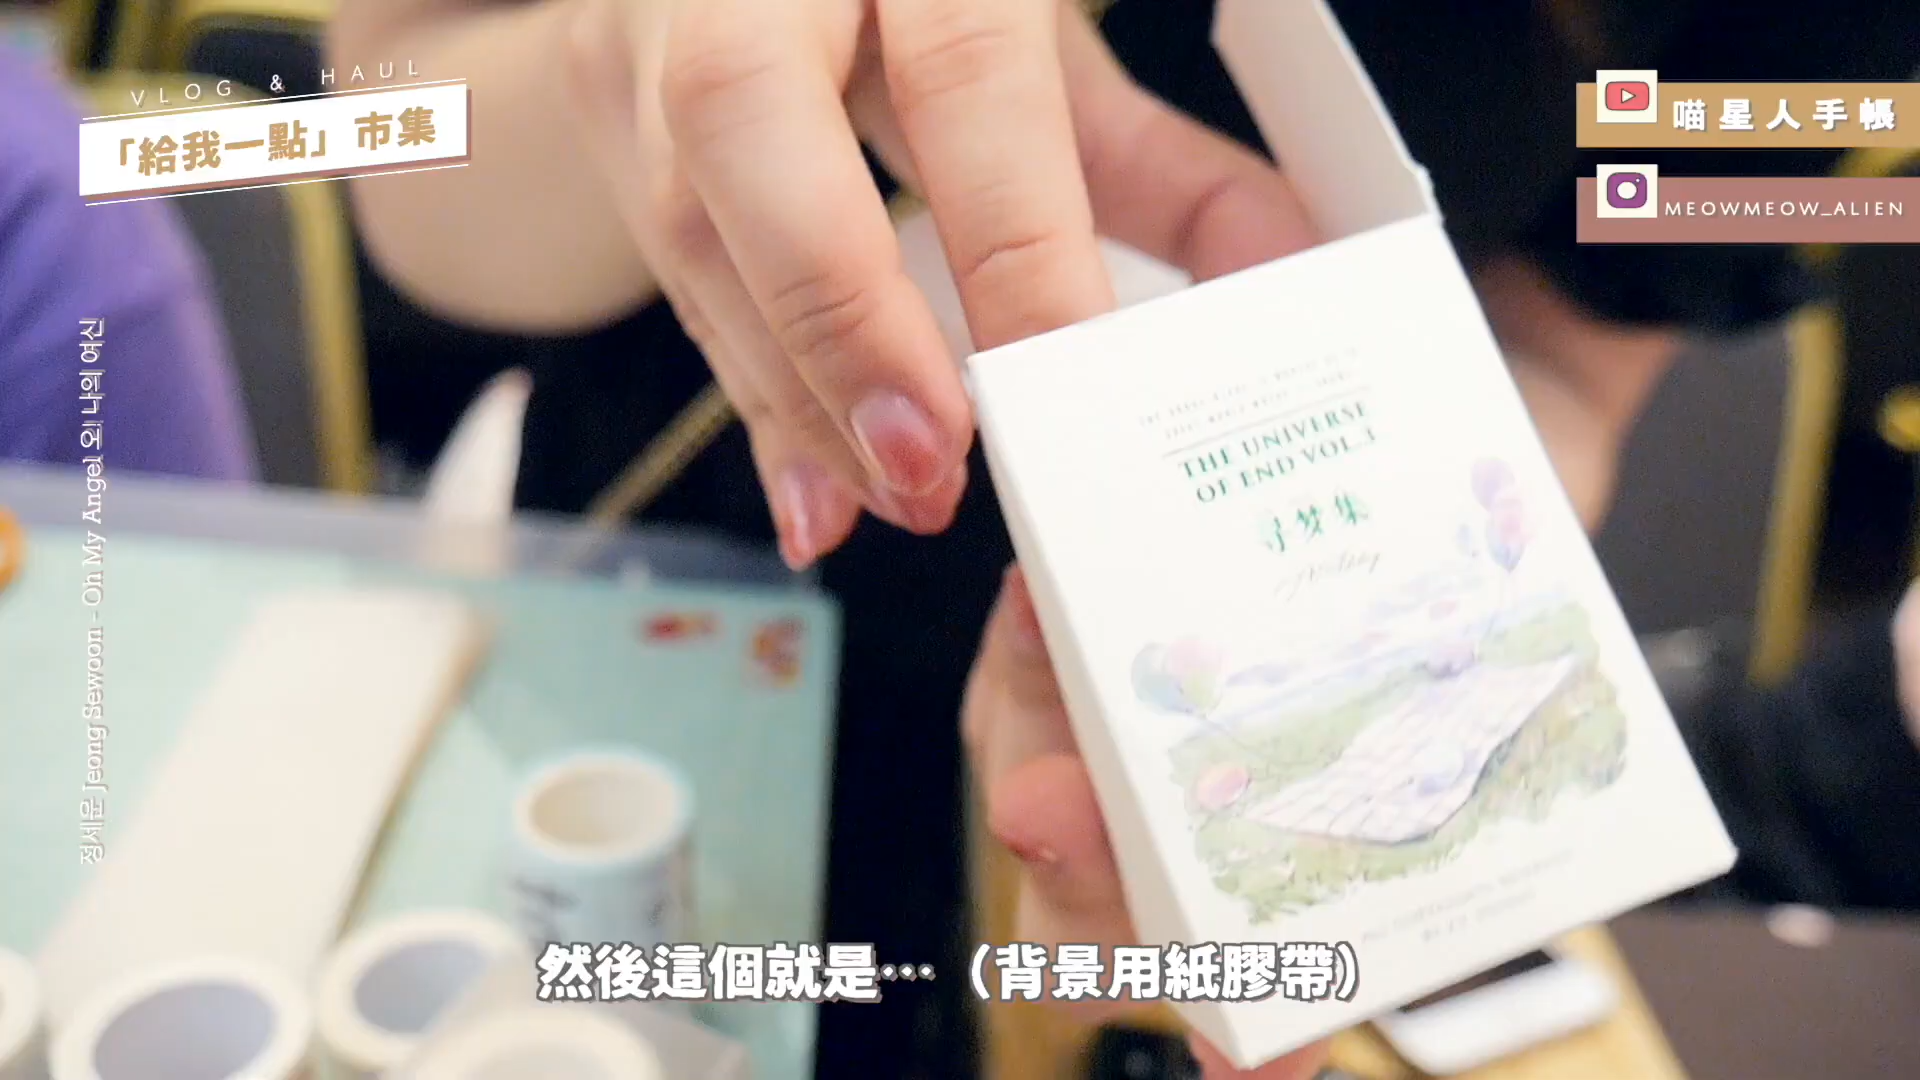 VLOG & HAUL
「給我一點」市集
喵星人手帳
MEOWMEOW_ALIEN
정세운 Jeong Sewoon - Oh My Angel 오! 나의 여신
THE UNIVERSE
OF END VOL.3
寻梦集
然後這個就是⋯（背景用紙膠帶）